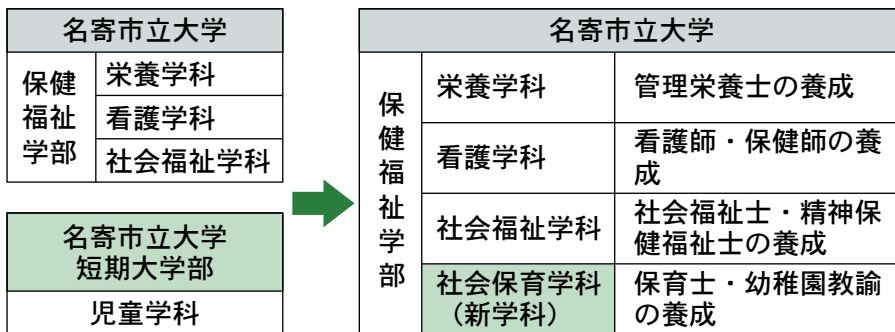 名寄市立大学
保健
福祉
学部
栄養学科
看護学科
社会福祉学科
名寄市立大学
短期大学部
児童学科
名寄市立大学
保健福祉学部
栄養学科
管理栄養士の養成
看護学科
看護師・保健師の養
成
社会福祉学科
社会福祉士・精神保
健福祉士の養成
社会保育学科
（新学科）
保育士・幼稚園教諭
の養成